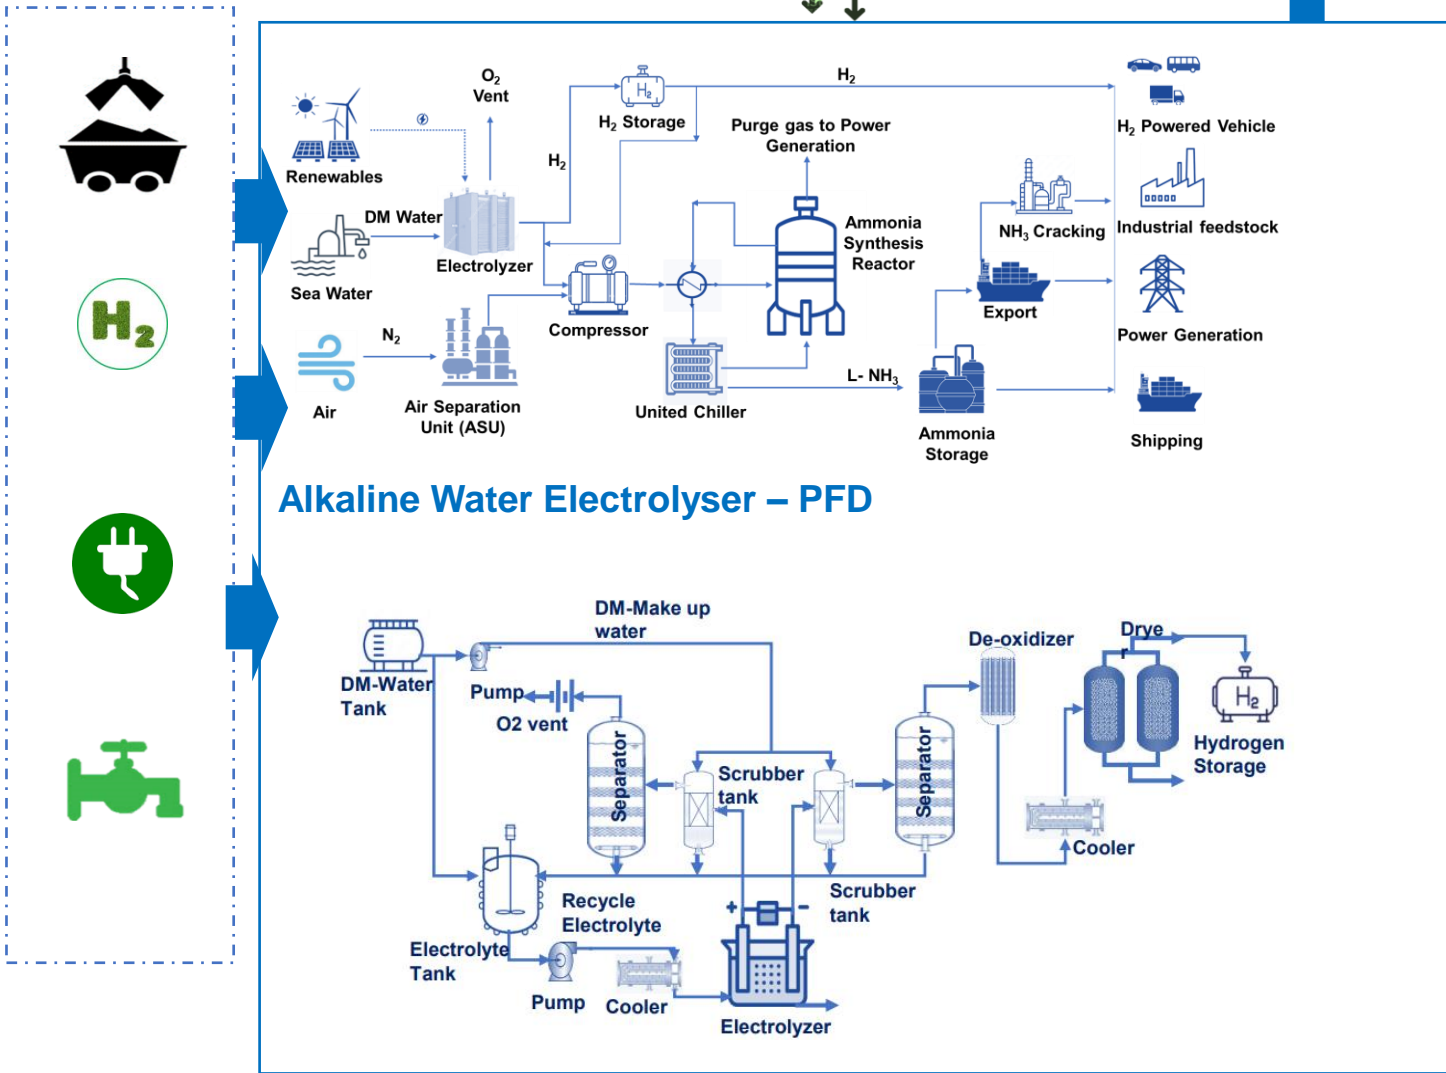 O₂
Vent
H₂
H₂ Storage
H₂
H₂
Purge gas to Power
Generation
H₂ Powered Vehicle
Renewables
DM Water
Electrolyzer
Sea Water
Ammonia
Synthesis
Reactor
NH₃ Cracking
Industrial feedstock
H₂
Compressor
Export
Power Generation
N₂
Air
Air Separation
Unit (ASU)
United Chiller
L- NH₃
Ammonia
Storage
Shipping
Alkaline Water Electrolyser – PFD
DM-Make up
water
De-oxidizer
Drye
r
DM-Water
Tank
Pump
O2 vent
H₂
Hydrogen
Storage
Separator
Scrubber
tank
Separator
Cooler
Scrubber
tank
Recycle
Electrolyte
+
−
Electrolyte
Tank
Pump
Cooler
Electrolyzer